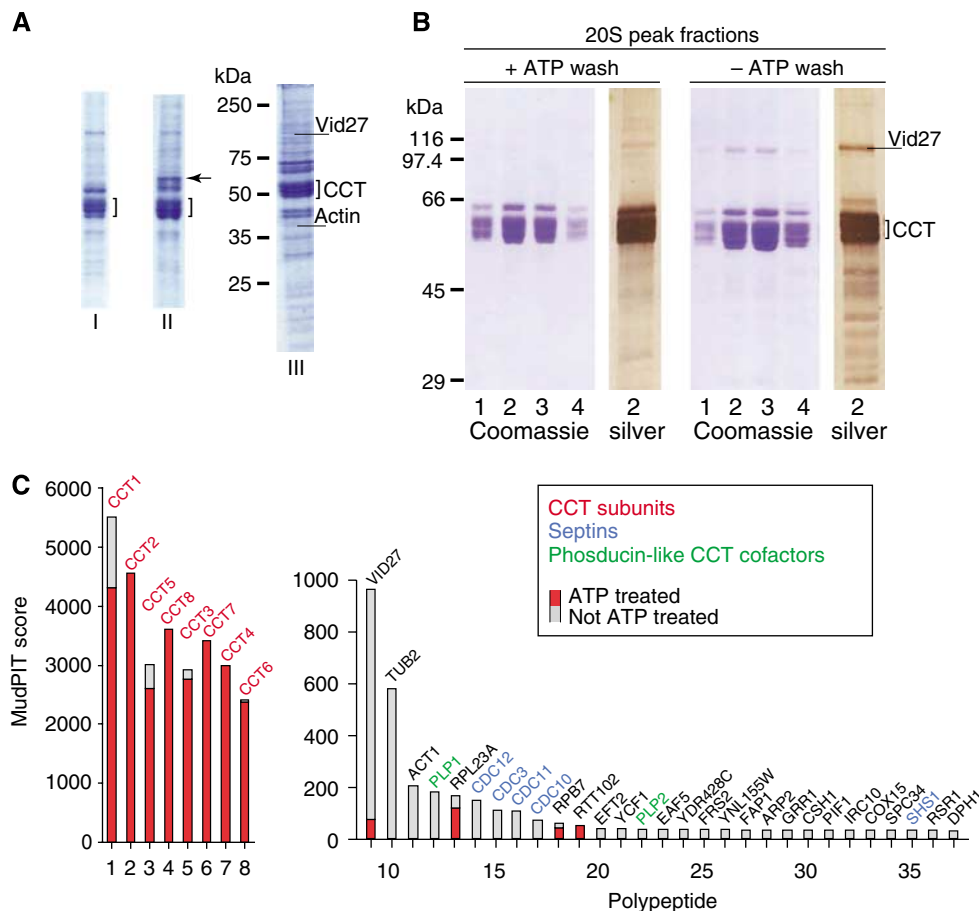 A
kDa
250
75
50
35
25
Vid27
]CCT
Actin
]
]
I
II
III
B
20S peak fractions
+ ATP wash
– ATP wash
kDa
116
97.4
66
45
29
Vid27
]CCT
1 2 3 4 2 1 2 3 4 2
Coomassie silver Coomassie silver
C
MudPIT score
6000
5000
4000
3000
2000
1000
0
CCT1
CCT2
CCT5
CCT8
CCT3
CCT7
CCT4
CCT6
1 2 3 4 5 6 7 8
CCT subunits
Septins
Phosducin-like CCT cofactors
ATP treated
Not ATP treated
1000
800
600
400
200
0
VID27
TUB2
ACT1
PLP1
RPL23A
CDC12
CDC3
CDC11
CDC10
RPB7
RTT102
EFT2
YCF1
PLP2
EAF5
YDR428C
FRS2
YNL155W
FAP1
ARP2
GRR1
CSH1
PIF1
IRC10
COX15
SPC34
SHS1
RSR1
DPH1
10 15 20 25 30 35
Polypeptide